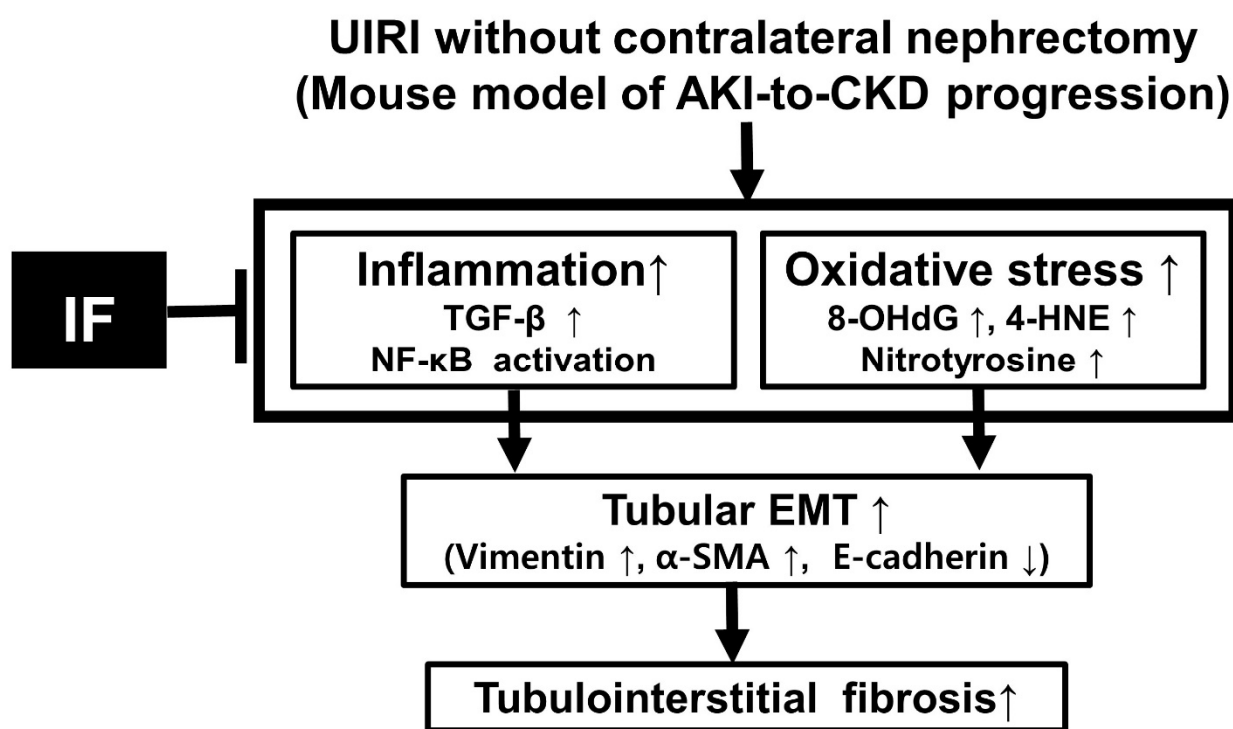 UIRI without contralateral nephrectomy
(Mouse model of AKI-to-CKD progression)
IF
Inflammation↑
TGF-β ↑
NF-κB activation
Oxidative stress ↑
8-OHdG ↑, 4-HNE ↑
Nitrotyrosine ↑
Tubular EMT ↑
(Vimentin ↑, α-SMA ↑, E-cadherin ↓)
Tubulointerstitial fibrosis↑